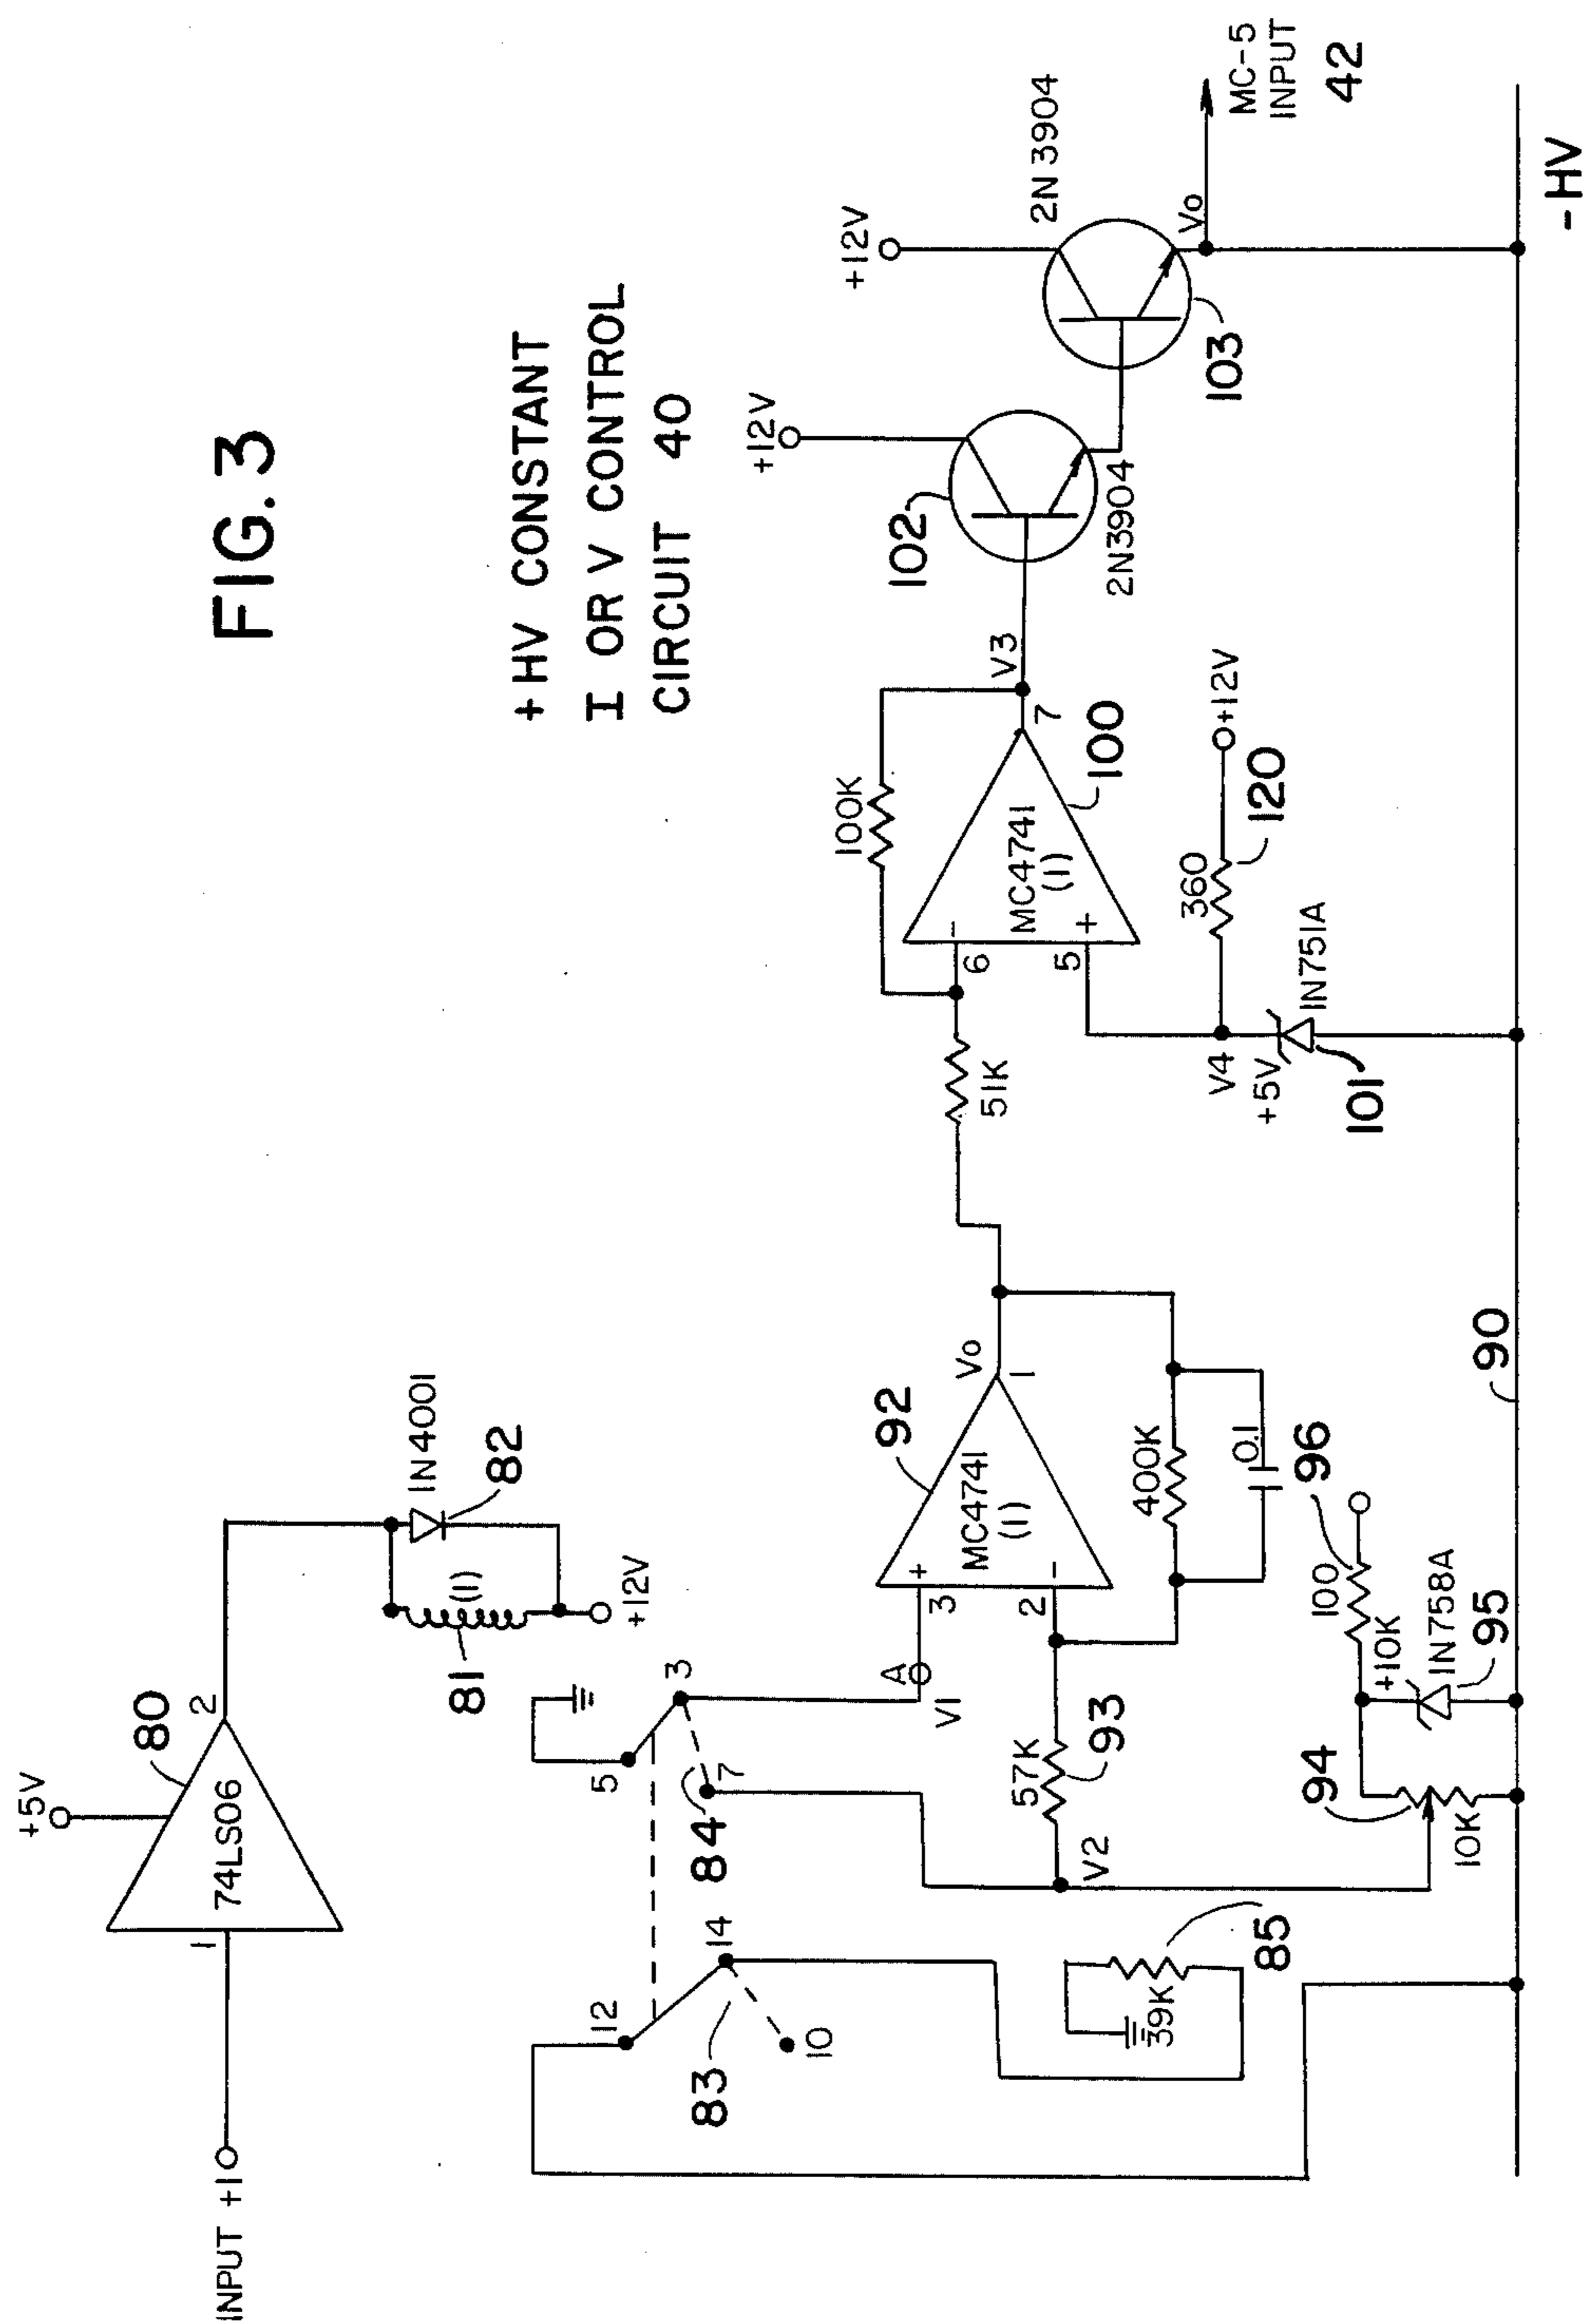 FIG. 3
+HV CONSTANT
I OR V CONTROL
CIRCUIT 40
INPUT +1
1
74LS06
+5V
80
2
81
(1)
1N4001
82
+12V
12
14
10
83
5
3
7
84
39K
85
A
V1
V2
57K
93
3
+
2
-
MC4741
(1)
92
Vo
1
400K
0.1
94
10K
+10K
100
96
1N758A
95
90
51K
100K
6
-
5
+
MC4741
(1)
7
100
V3
V4
+5V
360
120
+12V
1N751A
101
102
2N3904
+12V
103
2N3904
+12V
Vo
MC-5
INPUT
42
-HV